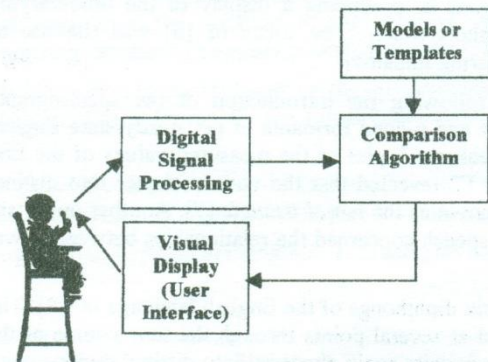 Models or
Templates
Digital
Signal
Processing
Comparison
Algorithm
Visual
Display
(User
Interface)